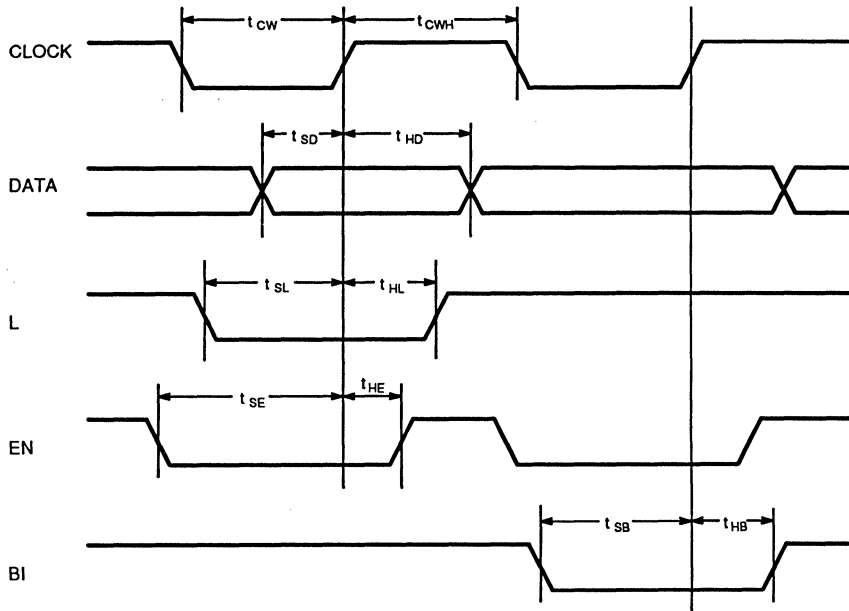 t CW
t CWH
CLOCK
t SD
t HD
DATA
t SL
t HL
L
t SE
t HE
EN
t SB
t HB
BI